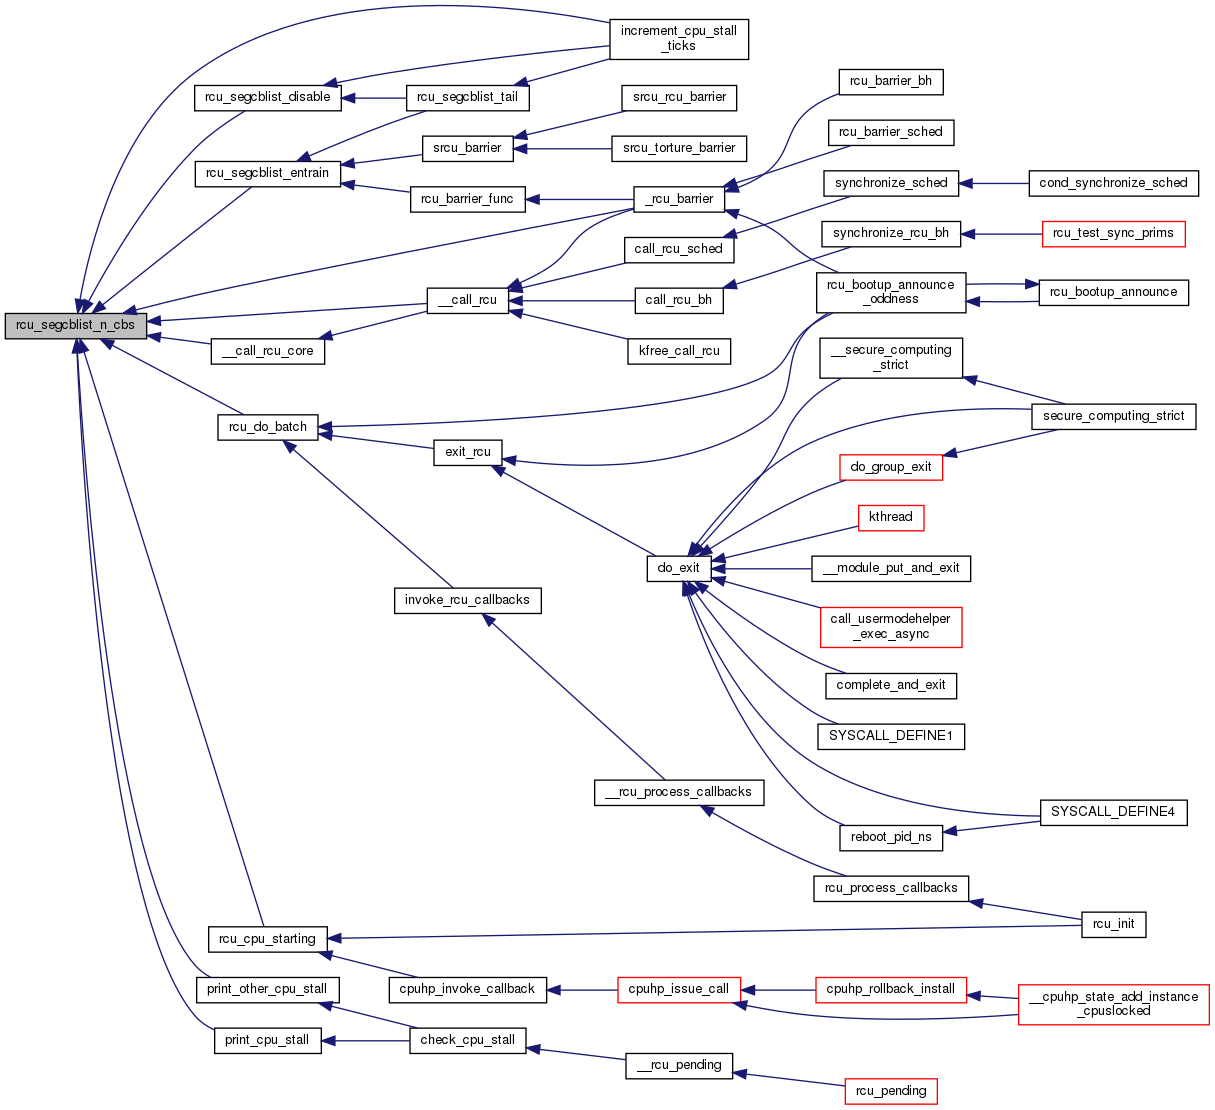 increment_cpu_stall
_ticks
rcu_segcblist_disable
rcu_segcblist_tail
rcu_barrier_bh
srcu_rcu_barrier
rcu_barrier_sched
srcu_barrier
srcu_torture_barrier
rcu_segcblist_entrain
synchronize_sched
cond_synchronize_sched
rcu_barrier_func
_rcu_barrier
synchronize_rcu_bh
rcu_test_sync_prims
call_rcu_sched
rcu_bootup_announce
_oddness
rcu_bootup_announce
__call_rcu
call_rcu_bh
rcu_segcblist_n_cbs
__call_rcu_core
kfree_call_rcu
__secure_computing
_strict
secure_computing_strict
rcu_do_batch
exit_rcu
do_group_exit
kthread
do_exit
__module_put_and_exit
invoke_rcu_callbacks
call_usermodehelper
_exec_async
complete_and_exit
SYSCALL_DEFINE1
__rcu_process_callbacks
SYSCALL_DEFINE4
reboot_pid_ns
rcu_process_callbacks
rcu_init
rcu_cpu_starting
print_other_cpu_stall
cpuhp_invoke_callback
cpuhp_issue_call
cpuhp_rollback_install
__cpuhp_state_add_instance
_cpuslocked
print_cpu_stall
check_cpu_stall
__rcu_pending
rcu_pending